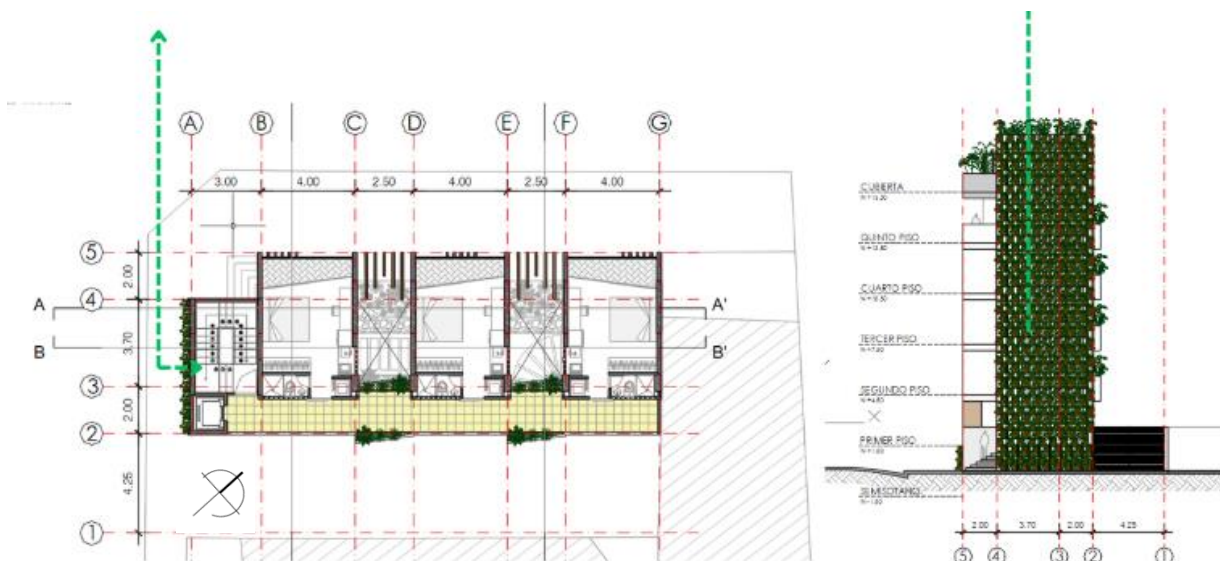 A B C D E F G
3.00 4.00 2.50 4.00 2.50 4.00
5
2.00
4
A A'
3.70
B B'
3
2.00
2
4.25
1
CUBIERTA
QUINTO PISO
CUARTO PISO
TERCER PISO
SEGUNDO PISO
PRIMER PISO
SEMISOTANO
2.00 3.70 2.00 4.25
5 4 3 2 1